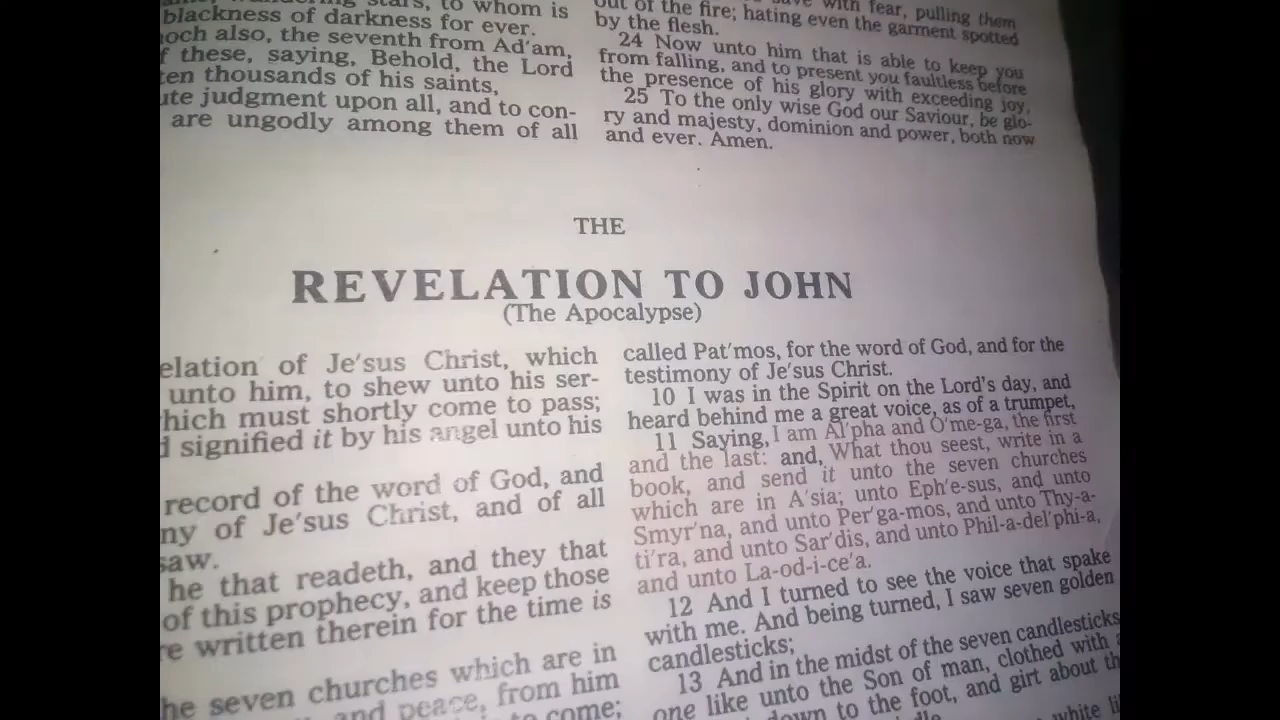 stars, to whom is
blackness of darkness for ever.
och also, the seventh from Ad'am,
f these, saying, Behold, the Lord
ten thousands of his saints,
ute judgment upon all, and to con-
are ungodly among them of all
out of the fire; hating even the garment spotted
with fear, pulling them
by the flesh.
24 Now unto him that is able to keep you
from falling, and to present you faultless before
the presence of his glory with exceeding joy,
25 To the only wise God our Saviour, be glo-
ry and majesty, dominion and power, both now
and ever. Amen.
THE
REVELATION TO JOHN
(The Apocalypse)
elation of Je'sus Christ, which
unto him, to shew unto his ser-
hich must shortly come to pass;
d signified it by his angel unto his
record of the word of God, and
ny of Je'sus Christ, and of all
saw.
he that readeth, and they that
of this prophecy, and keep those
re written therein for the time is
he seven churches which are in
and peace, from him
to come;
called Pat'mos, for the word of God, and for the
testimony of Je'sus Christ.
10 I was in the Spirit on the Lord's day, and
heard behind me a great voice, as of a trumpet,
11 Saying, I am Al'pha and O'me-ga, the first
and the last: and, What thou seest, write in a
book, and send it unto the seven churches
which are in A'sia; unto Eph'e-sus, and unto
Smyr'na, and unto Per'ga-mos, and unto Thy-a-
ti'ra, and unto Sar'dis, and unto Phil-a-del'phi-a,
and unto La-od-i-ce'a.
12 And I turned to see the voice that spake
with me. And being turned, I saw seven golden
candlesticks;
13 And in the midst of the seven candlesticks
one like unto the Son of man, clothed with a
down to the foot, and girt about th
white li